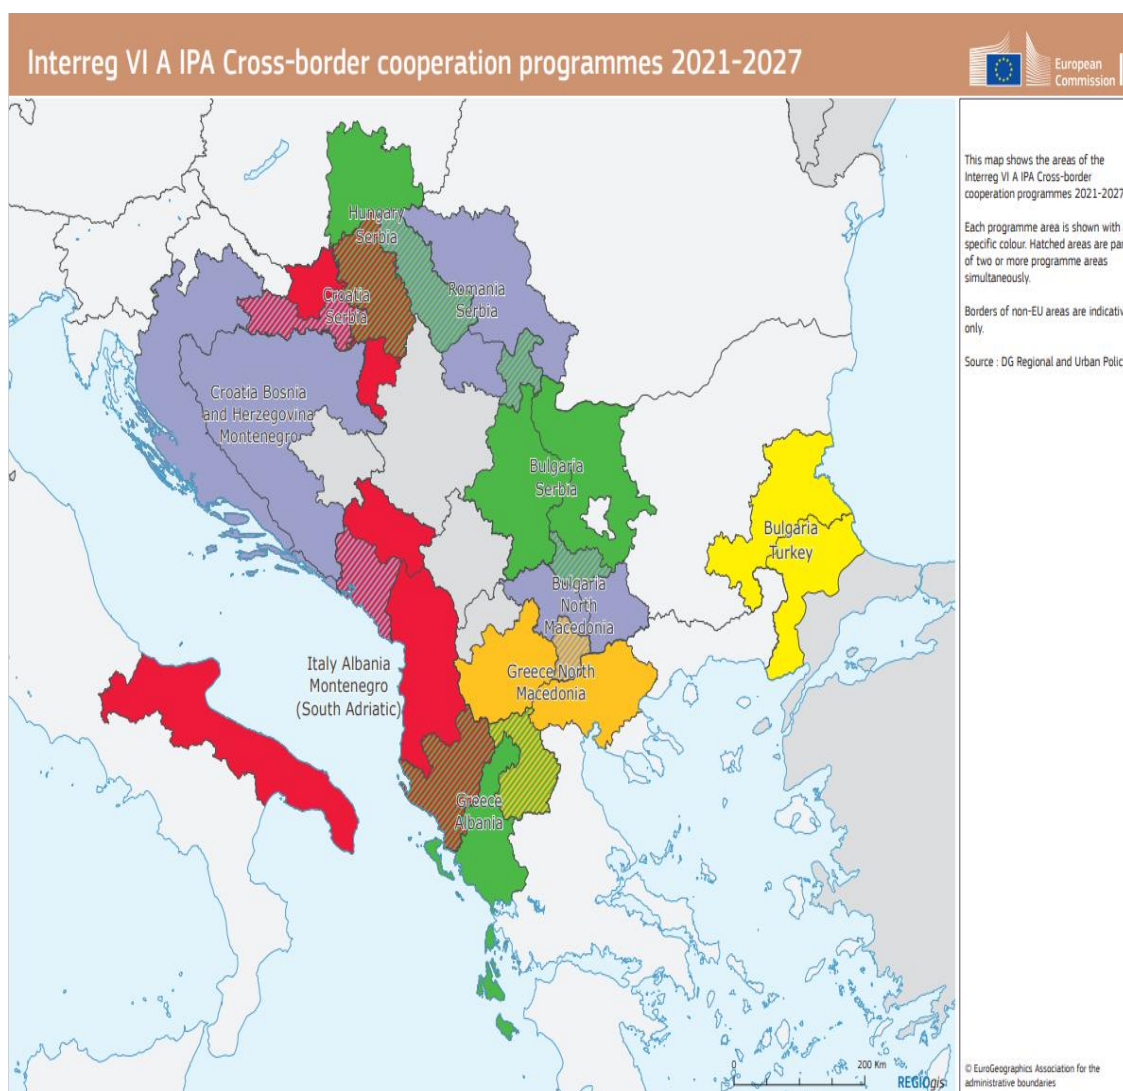 Interreg VI A IPA Cross-border cooperation programmes 2021-2027
European
Commission
This map shows the areas of the
Interreg VI A IPA Cross-border
cooperation programmes 2021-2027
Each programme area is shown with
specific colour. Hatched areas are par
of two or more programme areas
simultaneously.
Borders of non-EU areas are indicativ
only.
Source : DG Regional and Urban Polic
Hungary
Serbia
Croatia
Serbia
Romania
Serbia
Croatia Bosnia
and Herzegovina
Montenegro
Bulgaria
Serbia
Bulgaria
Turkey
Bulgaria
North
Macedonia
Italy Albania
Montenegro
(South Adriatic)
Greece North
Macedonia
Greece
Albania
0 200 Km
REGIOgis
© EuroGeographics Association for the
administrative boundaries